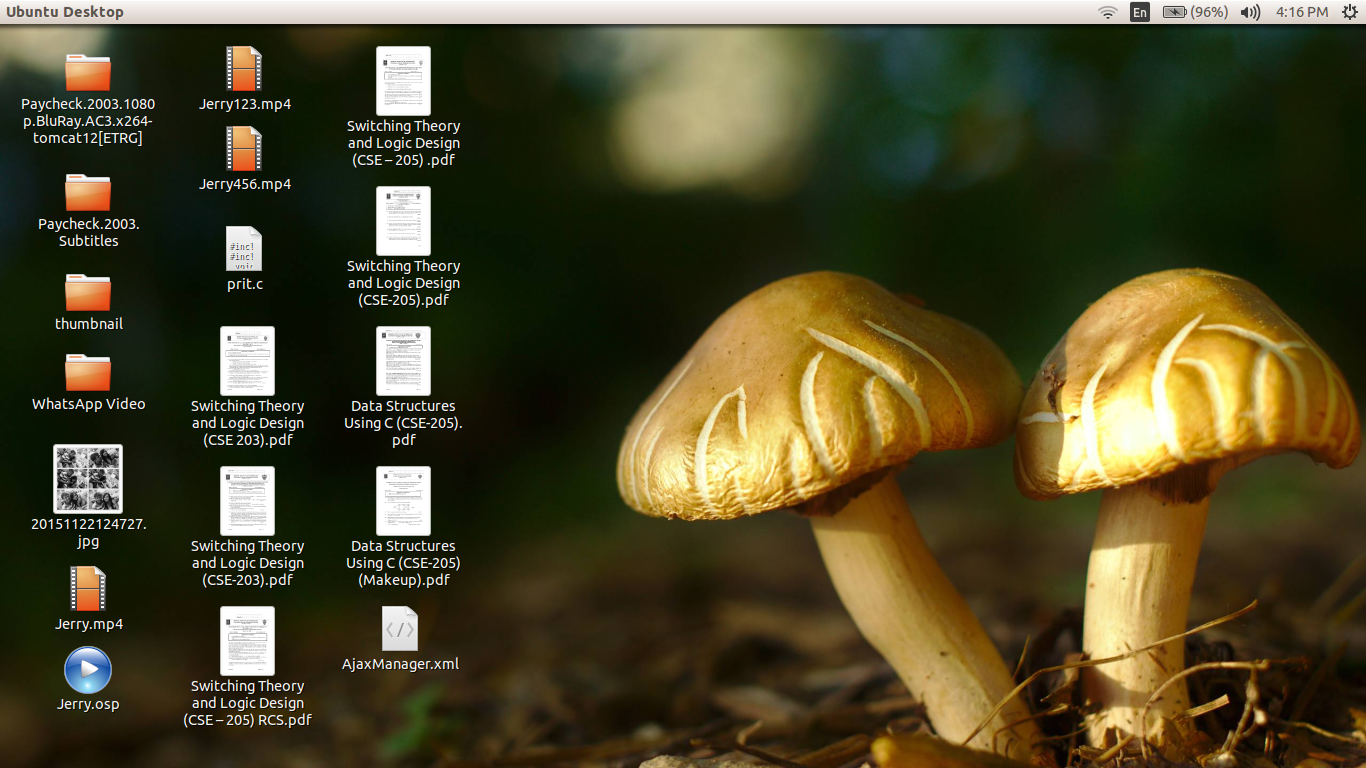 Ubuntu Desktop
En
(96%)
4:16 PM
Paycheck.2003.1080
p.BluRay.AC3.x264-
tomcat12[ETRG]
Paycheck.2003.
Subtitles
thumbnail
WhatsApp Video
20151122124727.
jpg
Jerry.mp4
Jerry.osp
Jerry123.mp4
Jerry456.mp4
#incl
#incl
prit.c
Switching Theory
and Logic Design
(CSE 203).pdf
Switching Theory
and Logic Design
(CSE-203).pdf
Switching Theory
and Logic Design
(CSE – 205) RCS.pdf
Switching Theory
and Logic Design
(CSE – 205) .pdf
Switching Theory
and Logic Design
(CSE-205).pdf
Data Structures
Using C (CSE-205).
pdf
Data Structures
Using C (CSE-205)
(Makeup).pdf
</>
AjaxManager.xml